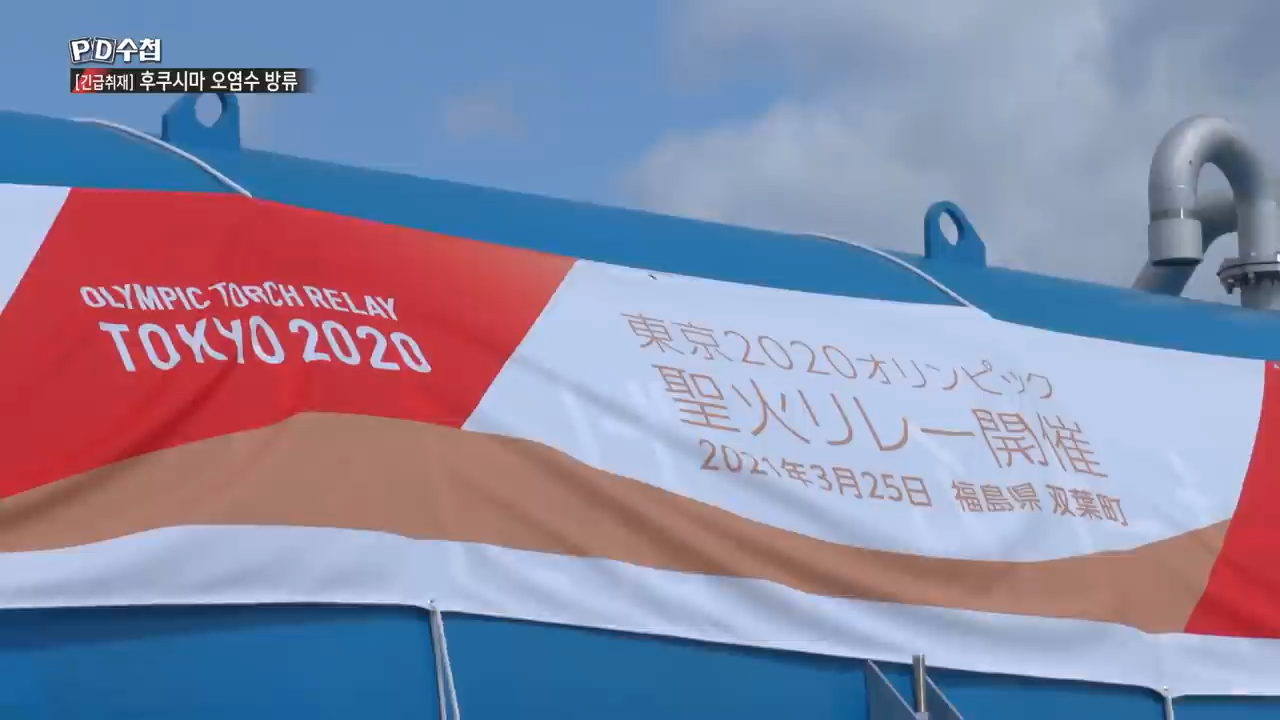 PD수첩
[긴급취재] 후쿠시마 오염수 방류
OLYMPIC TORCH RELAY
TOKYO 2020
東京2020オリンピック
聖火リレー開催
2021年3月25日 福島県 双葉町